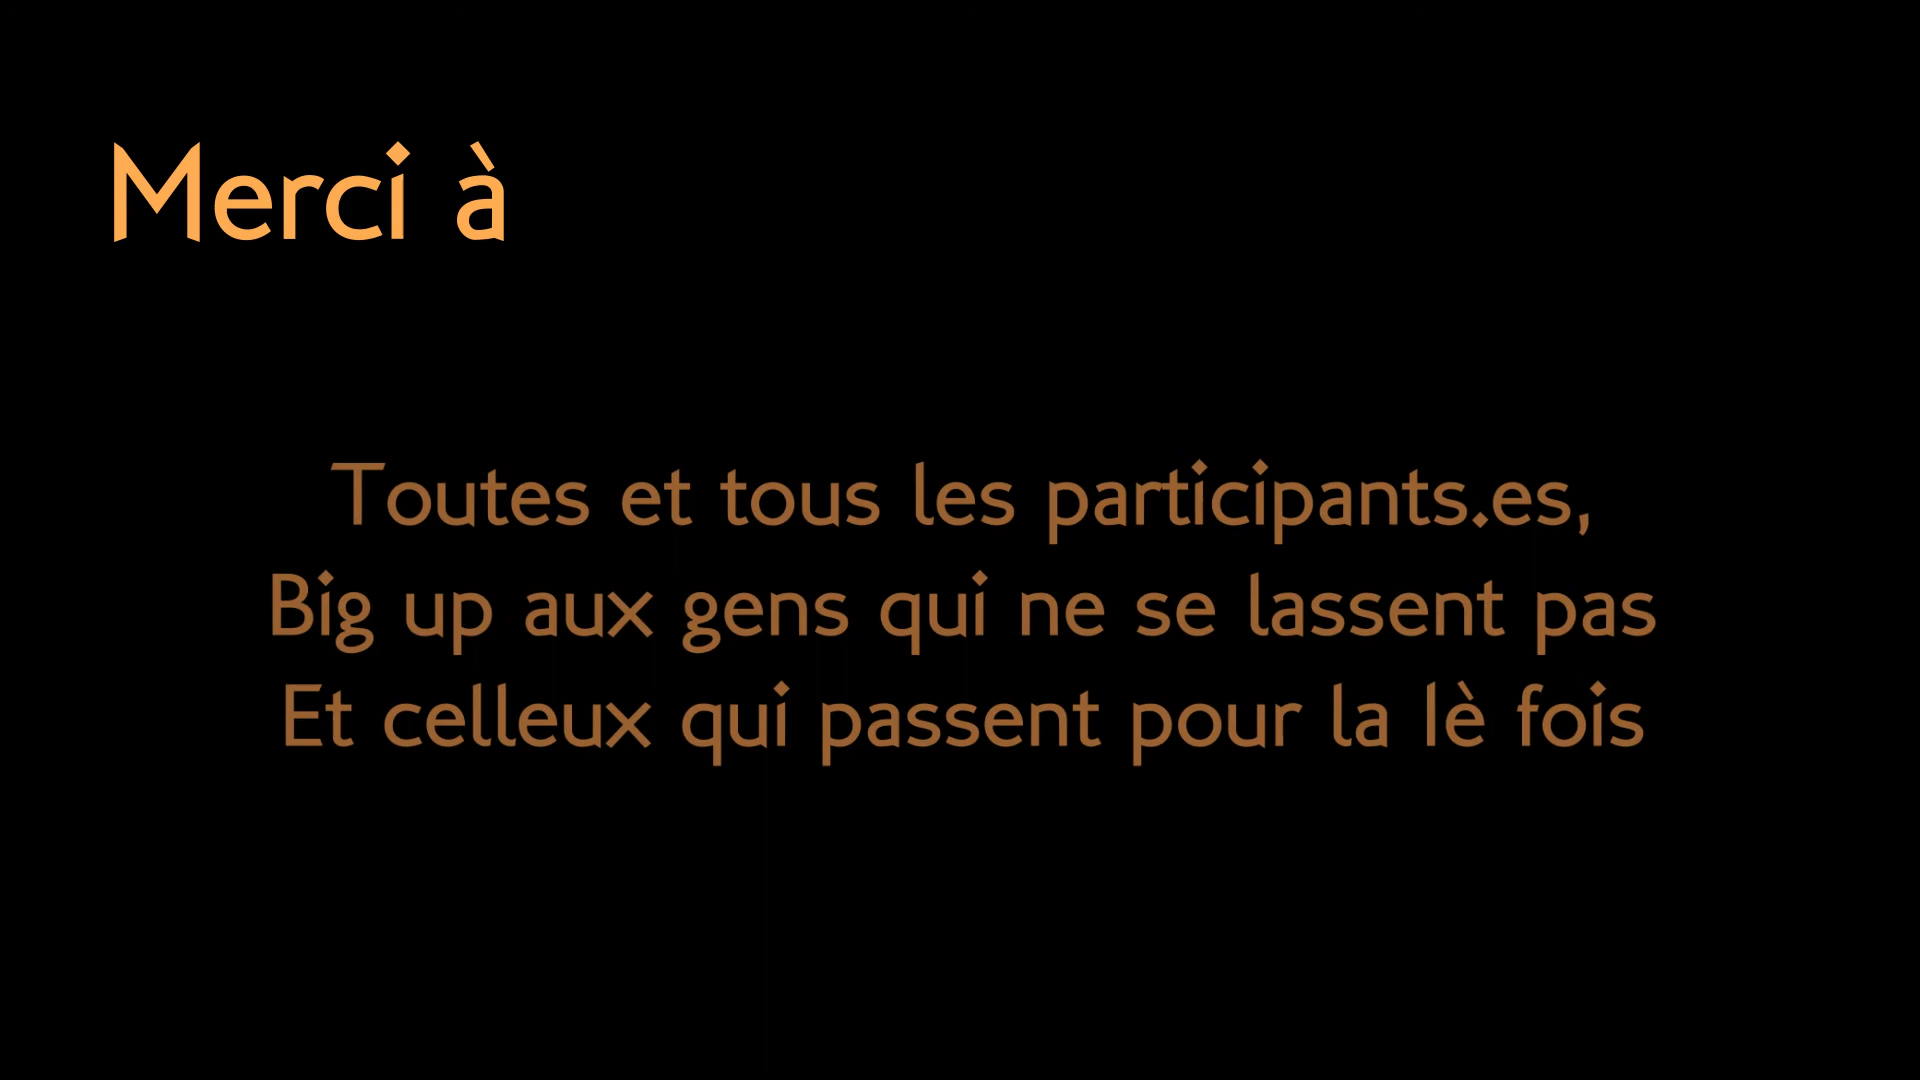 Merci à
Toutes et tous les participants.es,
Big up aux gens qui ne se lassent pas
Et celleux qui passent pour la 1è fois